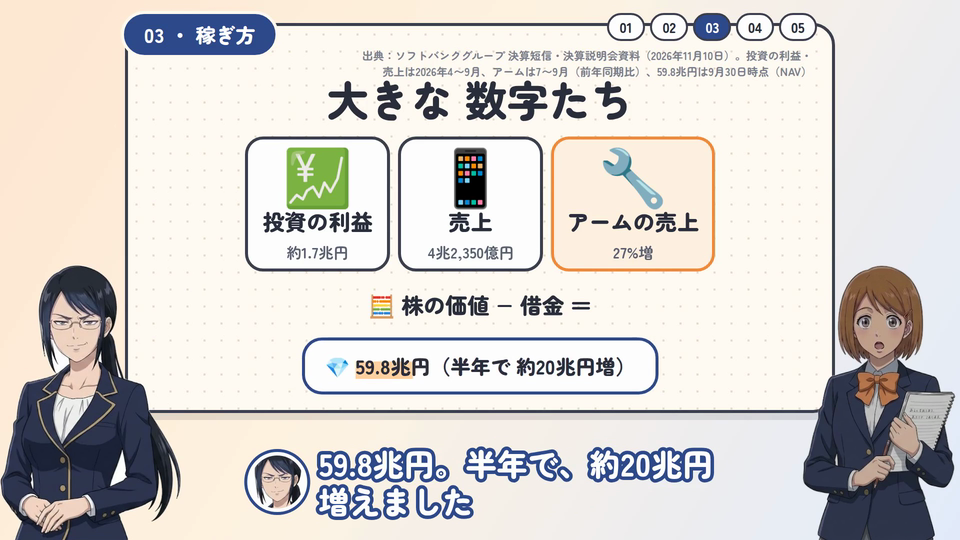 03 ・ 稼ぎ方
01 02 03 04 05
出典：ソフトバンクグループ 決算短信・決算説明会資料（2026年11月10日）。投資の利益・
売上は2026年4〜9月、アームは7〜9月（前年同期比）、59.8兆円は9月30日時点（NAV）
大きな 数字たち
投資の利益
約1.7兆円
売上
4兆2,350億円
アームの売上
27%増
株の価値 − 借金 ＝
59.8兆円（半年で 約20兆円増）
59.8兆円。半年で、約20兆円
増えました